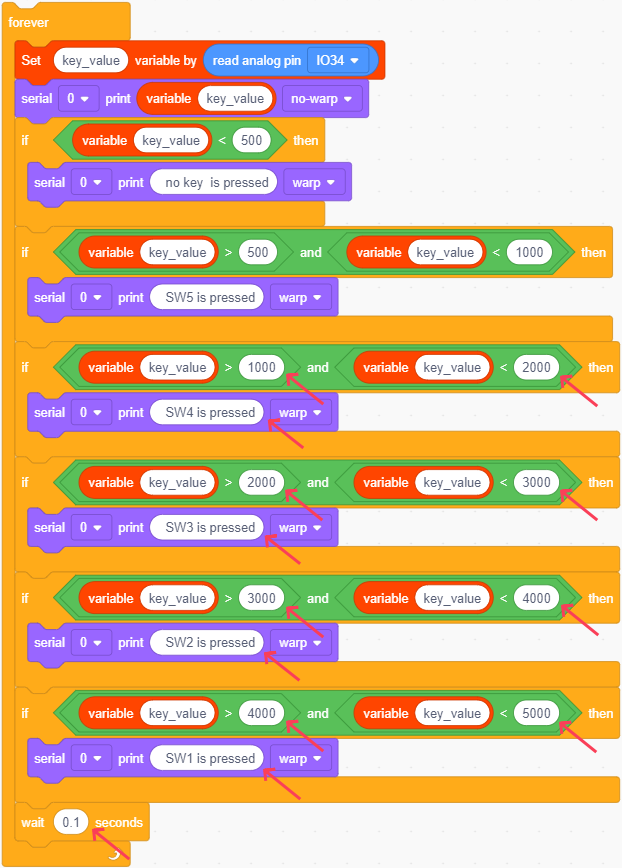 forever
Set key_value variable by read analog pin IO34
serial 0 print variable key_value no-warp
if variable key_value < 500 then
serial 0 print no key is pressed warp
if variable key_value > 500 and variable key_value < 1000 then
serial 0 print SW5 is pressed warp
if variable key_value > 1000 and variable key_value < 2000 then
serial 0 print SW4 is pressed warp
if variable key_value > 2000 and variable key_value < 3000 then
serial 0 print SW3 is pressed warp
if variable key_value > 3000 and variable key_value < 4000 then
serial 0 print SW2 is pressed warp
if variable key_value > 4000 and variable key_value < 5000 then
serial 0 print SW1 is pressed warp
wait 0.1 seconds